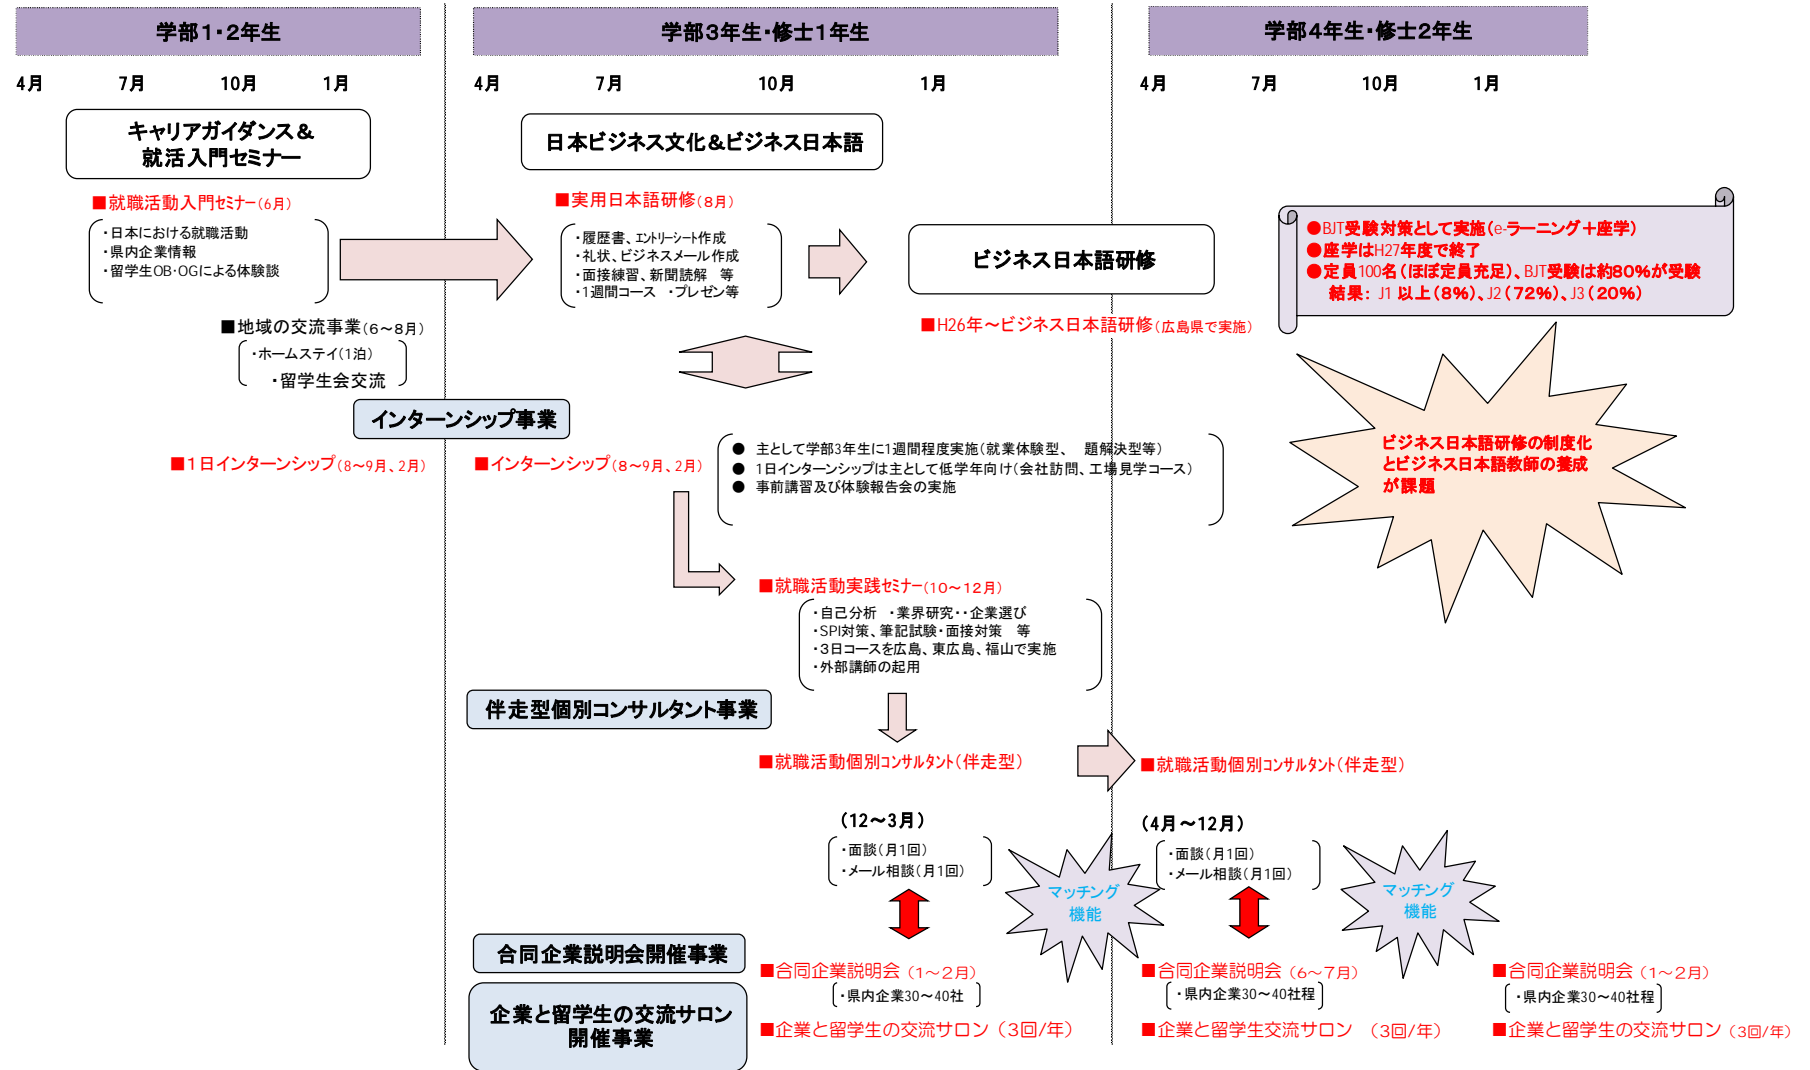 学部1・2年生
学部3年生・修士1年生
学部4年生・修士2年生
4月 7月 10月 1月
4月 7月 10月 1月
4月 7月 10月 1月
キャリアガイダンス&
就活入門セミナー
■就職活動入門セミナー(6月)
・日本における就職活動
・県内企業情報
・留学生OB・OGによる体験談
■地域の交流事業(6～8月)
・ホームステイ(1泊)
・留学生会交流
日本ビジネス文化&ビジネス日本語
■実用日本語研修(8月)
・履歴書、エントリーシート作成
・礼状、ビジネスメール作成
・面接練習、新聞読解 等
・1週間コース ・プレゼン等
ビジネス日本語研修
■H26年～ビジネス日本語研修(広島県で実施)
●BJT受験対策として実施(e-ラーニング+座学)
●座学はH27年度で終了
●定員100名(ほぼ定員充足)、BJT受験は約80%が受験
結果: J1 以上(8%)、J2(72%)、J3(20%)
ビジネス日本語研修の制度化
とビジネス日本語教師の養成
が課題
インターンシップ事業
■1日インターンシップ(8～9月、2月)
■インターンシップ(8～9月、2月)
● 主として学部3年生に1週間程度実施(就業体験型、 題解決型等)
● 1日インターンシップは主として低学年向け(会社訪問、工場見学コース)
● 事前講習及び体験報告会の実施
■就職活動実践セミナー(10～12月)
・自己分析 ・業界研究・・企業選び
・SPI対策、筆記試験・面接対策 等
・3日コースを広島、東広島、福山で実施
・外部講師の起用
伴走型個別コンサルタント事業
■就職活動個別コンサルタント(伴走型)
■就職活動個別コンサルタント(伴走型)
(12～3月)
・面談(月1回)
・メール相談(月1回)
マッチング
機能
(4月～12月)
・面談(月1回)
・メール相談(月1回)
マッチング
機能
合同企業説明会開催事業
■合同企業説明会 (1～2月)
・県内企業30～40社
■合同企業説明会 (6～7月)
・県内企業30～40社程
■合同企業説明会 (1～2月)
・県内企業30～40社程
企業と留学生の交流サロン
開催事業
■企業と留学生の交流サロン (3回/年)
■企業と留学生交流サロン (3回/年)
■企業と留学生の交流サロン (3回/年)